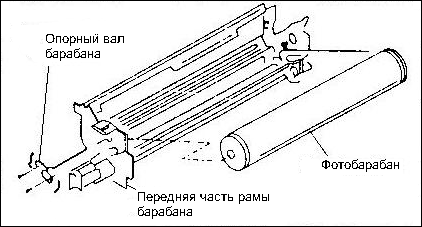 Опорный вал
барабана
Фотобарабан
Передняя часть рамы
барабана